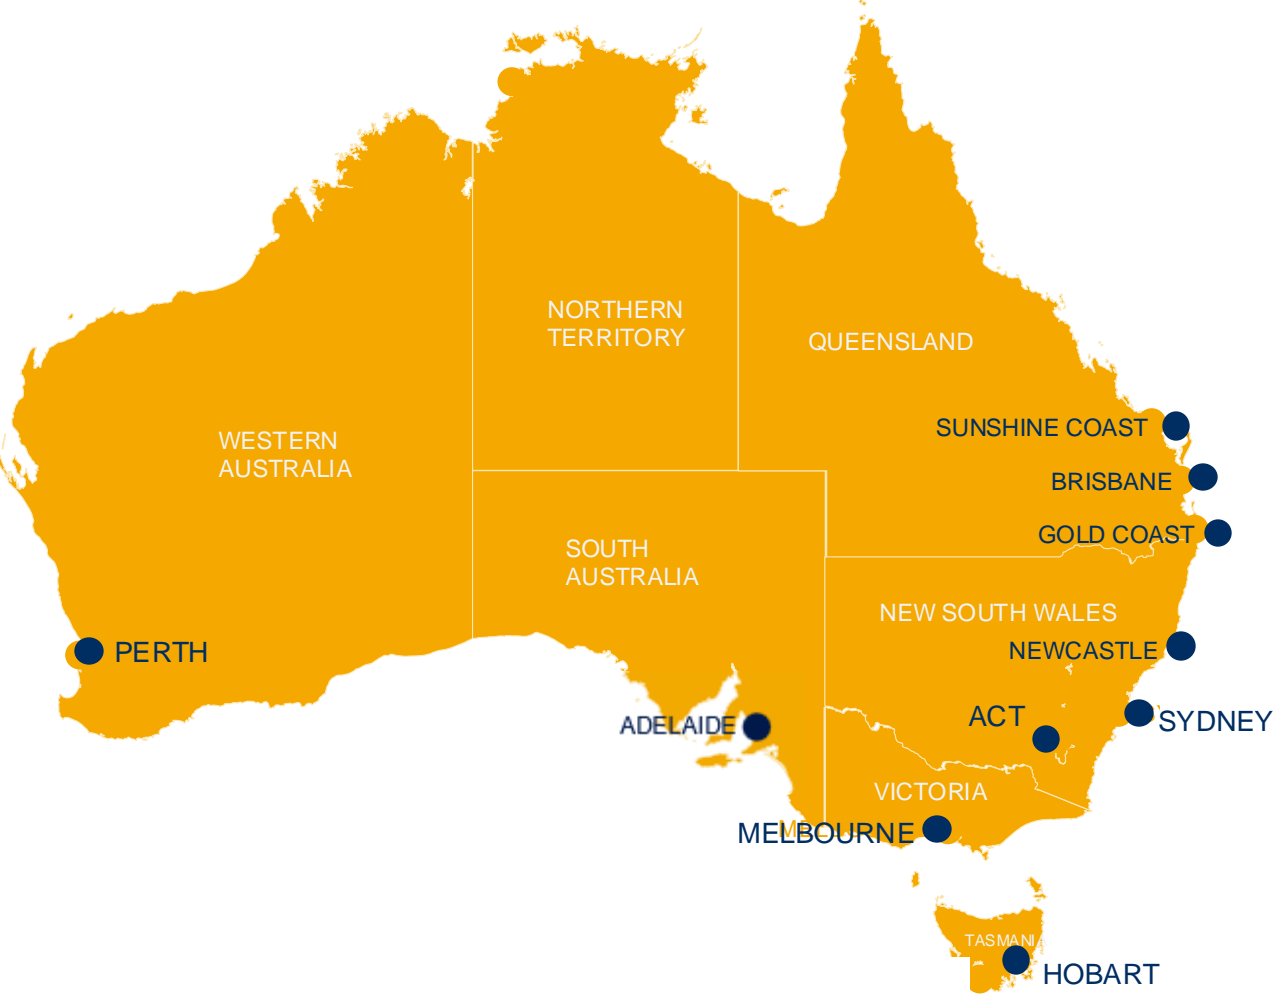 NORTHERN
TERRITORY
QUEENSLAND
SUNSHINE COAST
WESTERN
AUSTRALIA
BRISBANE
GOLD COAST
SOUTH
AUSTRALIA
NEW SOUTH WALES
NEWCASTLE
PERTH
ACT
SYDNEY
ADELAIDE
VICTORIA
MELBOURNE
TASMANI
HOBART